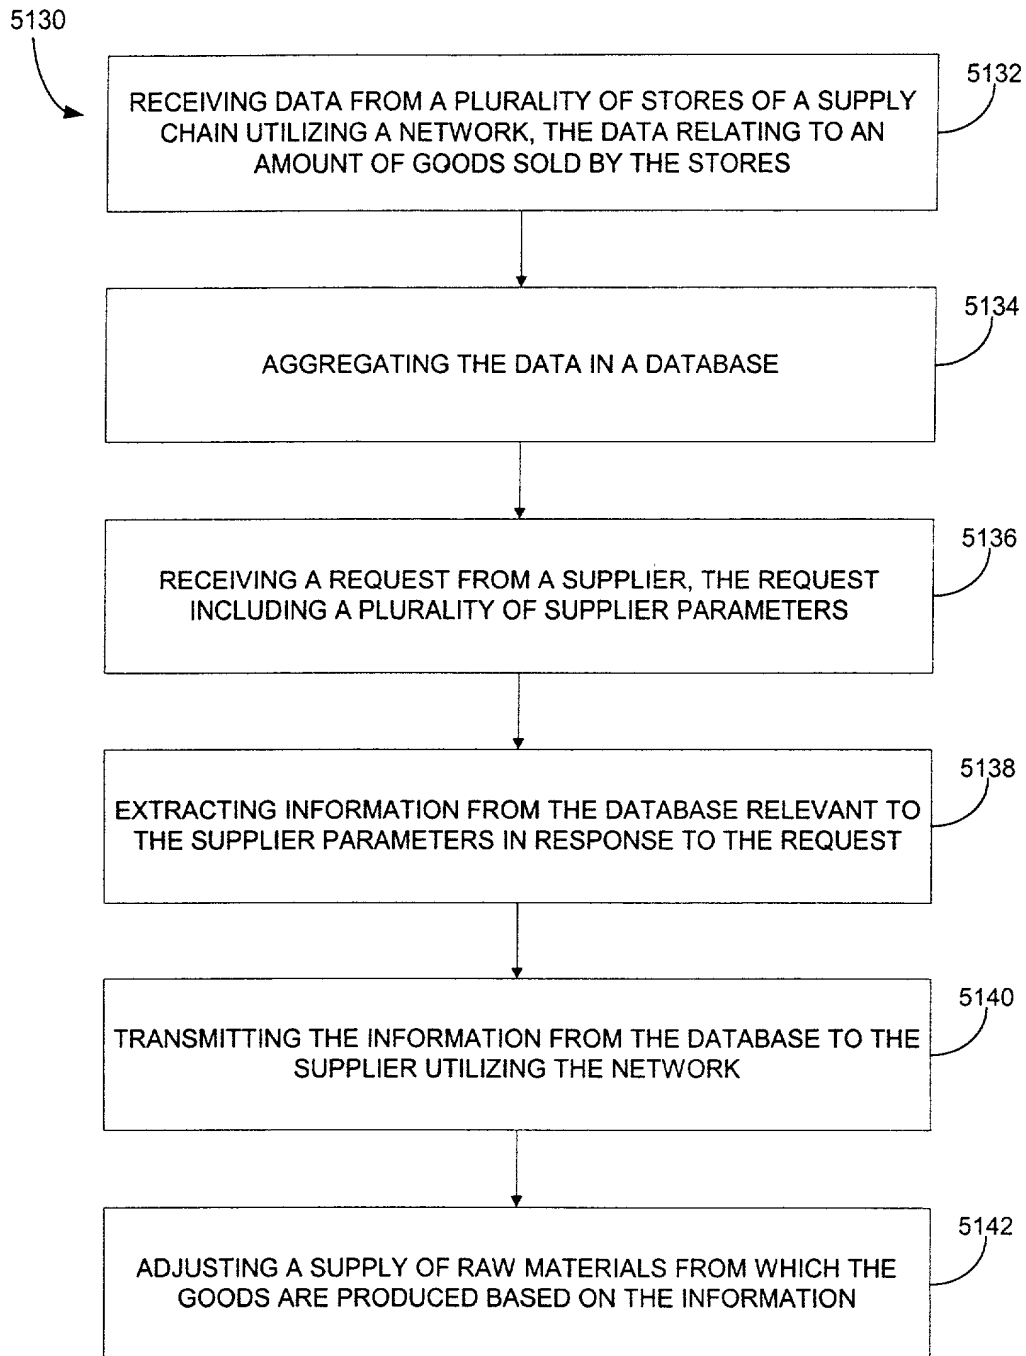 5130
5132
RECEIVING DATA FROM A PLURALITY OF STORES OF A SUPPLY
CHAIN UTILIZING A NETWORK, THE DATA RELATING TO AN
AMOUNT OF GOODS SOLD BY THE STORES
5134
AGGREGATING THE DATA IN A DATABASE
5136
RECEIVING A REQUEST FROM A SUPPLIER, THE REQUEST
INCLUDING A PLURALITY OF SUPPLIER PARAMETERS
5138
EXTRACTING INFORMATION FROM THE DATABASE RELEVANT TO
THE SUPPLIER PARAMETERS IN RESPONSE TO THE REQUEST
5140
TRANSMITTING THE INFORMATION FROM THE DATABASE TO THE
SUPPLIER UTILIZING THE NETWORK
5142
ADJUSTING A SUPPLY OF RAW MATERIALS FROM WHICH THE
GOODS ARE PRODUCED BASED ON THE INFORMATION